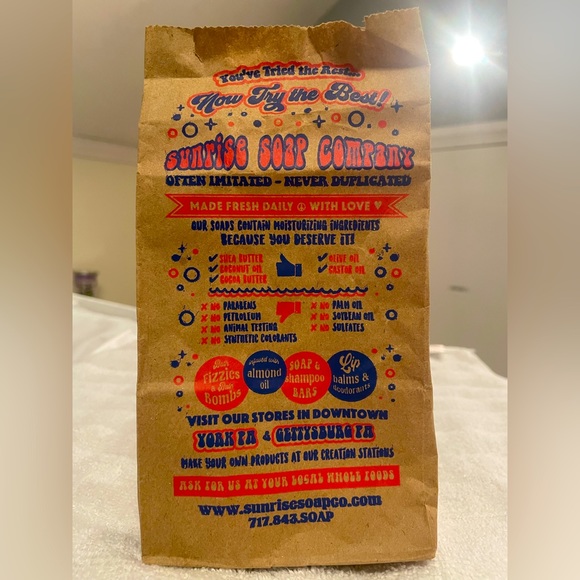 You've Tried the Rest...
Now Try the Best!
SUNRISE SOAP COMPANY
OFTEN IMITATED - NEVER DUPLICATED
MADE FRESH DAILY ☮ WITH LOVE ♥
OUR SOAPS CONTAIN MOISTURIZING INGREDIENTS
BECAUSE YOU DESERVE IT!
✓ SHEA BUTTER ✓ OLIVE OIL
✓ COCONUT OIL ✓ CASTOR OIL
✓ COCOA BUTTER
✗ NO PARABENS ✗ NO PALM OIL
✗ NO PETROLEUM ✗ NO SOYBEAN OIL
✗ NO ANIMAL TESTING ✗ NO SULFATES
✗ NO SYNTHETIC COLORANTS
Bath Fizzies & Bath Bombs
infused with almond oil
SOAP & shampoo BARS
Lip balms & deodorants
VISIT OUR STORES IN DOWNTOWN
YORK PA & GETTYSBURG PA
MAKE YOUR OWN PRODUCTS AT OUR CREATION STATIONS
ASK FOR US AT YOUR LOCAL WHOLE FOODS
www.sunrisesoapco.com
717.843.SOAP